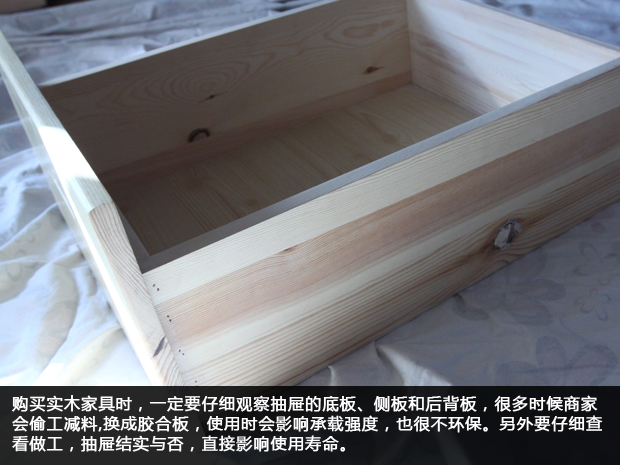 购买实木家具时，一定要仔细观察抽屉的底板、侧板和后背板，很多时候商家
会偷工减料,换成胶合板，使用时会影响承载强度，也很不环保。另外要仔细查
看做工，抽屉结实与否，直接影响使用寿命。